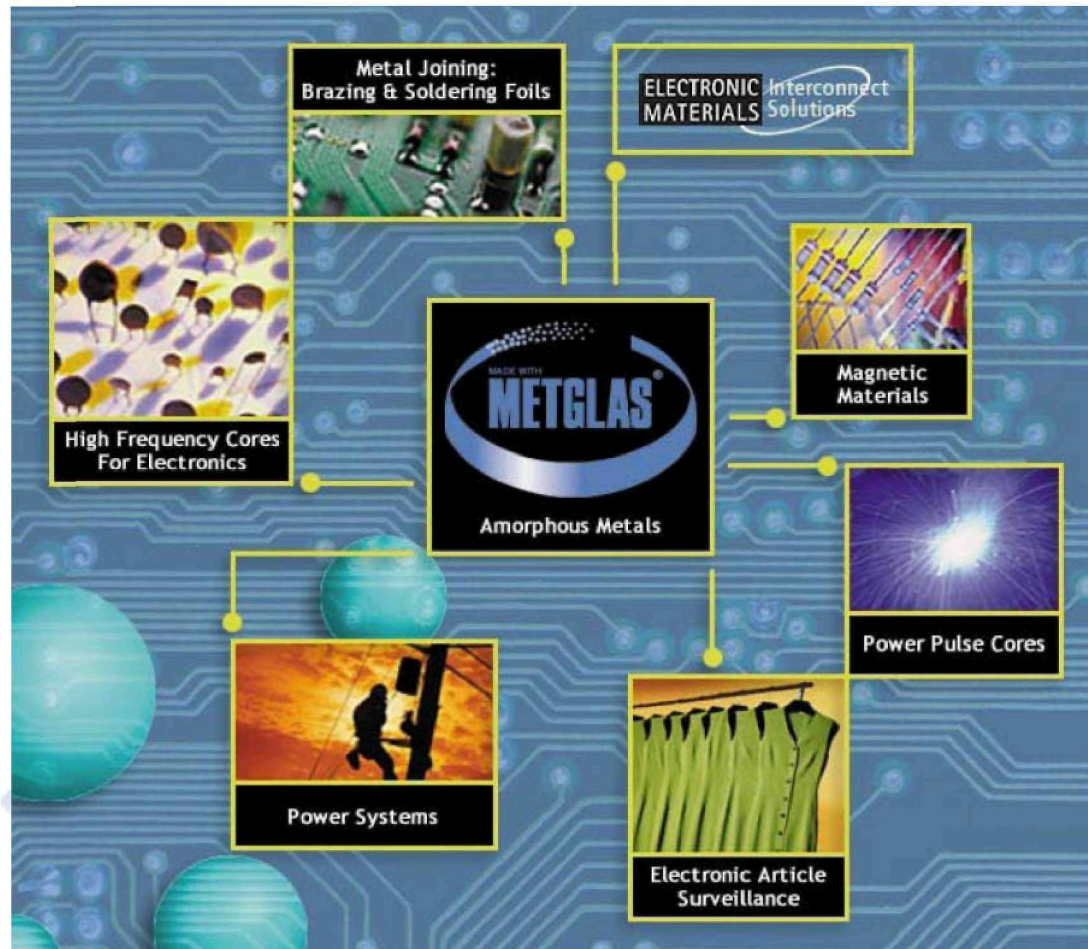 Metal Joining:
Brazing & Soldering Foils
ELECTRONIC Interconnect
MATERIALS Solutions
High Frequency Cores
For Electronics
MADE WITH
METGLAS®
Amorphous Metals
Magnetic
Materials
Power Pulse Cores
Power Systems
Electronic Article
Surveillance